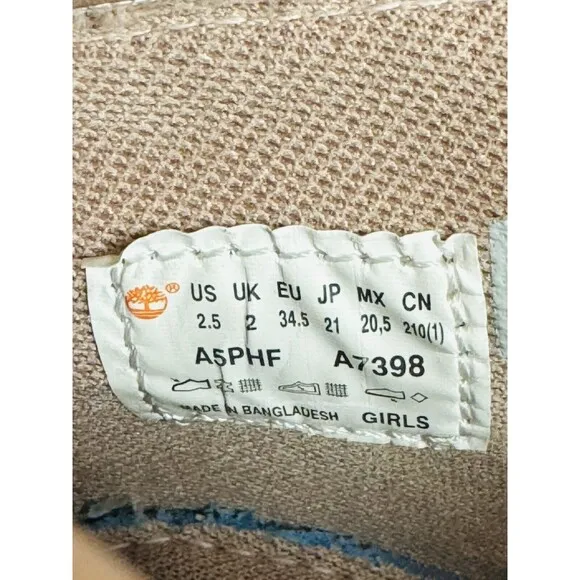 ® US UK EU JP MX CN
2.5 2 34.5 21 20,5 210(1)
A5PHF A7398
MADE IN BANGLADESH GIRLS